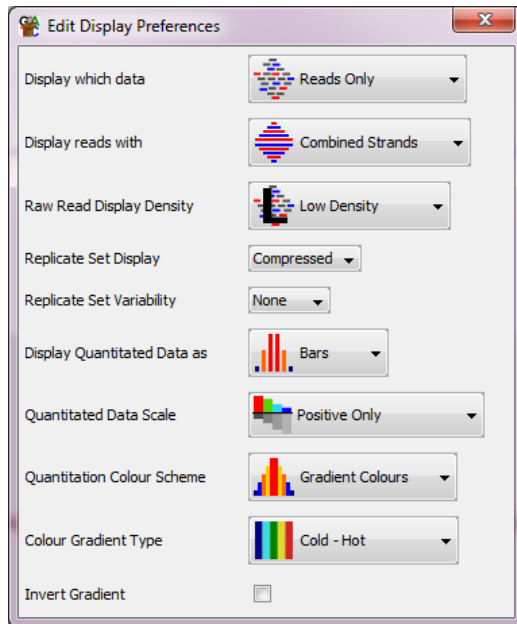 Edit Display Preferences
Display which data Reads Only
Display reads with Combined Strands
Raw Read Display Density Low Density
Replicate Set Display Compressed
Replicate Set Variability None
Display Quantitated Data as Bars
Quantitated Data Scale Positive Only
Quantitation Colour Scheme Gradient Colours
Colour Gradient Type Cold - Hot
Invert Gradient